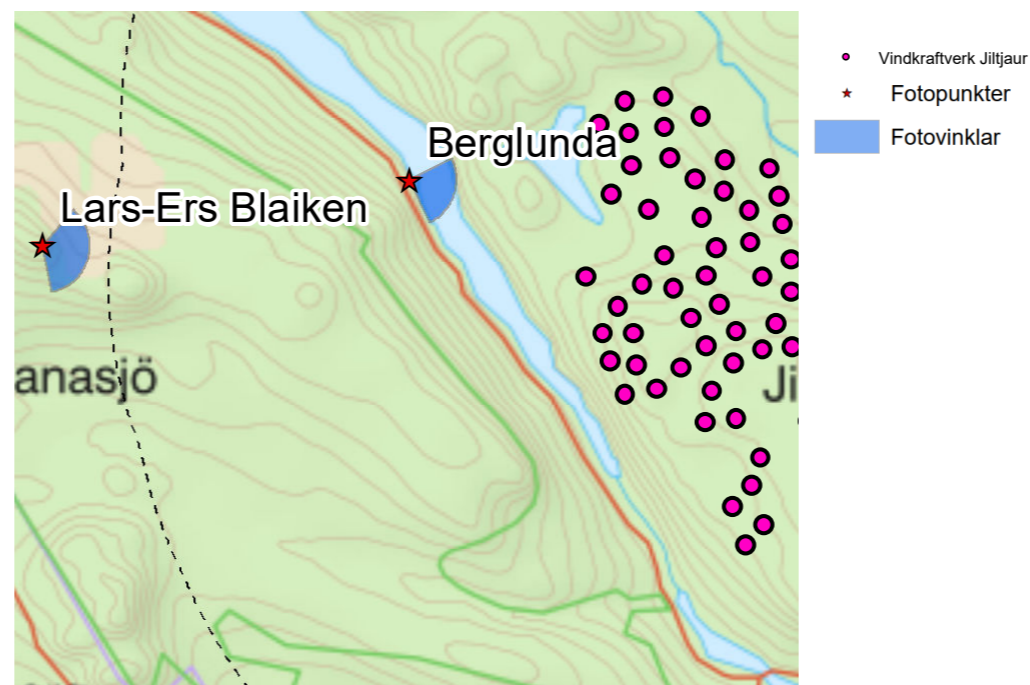 Berglunda
Lars-Ers Blaiken
anasjö
Ji
Vindkraftverk Jiltjaur
Fotopunkter
Fotovinklar